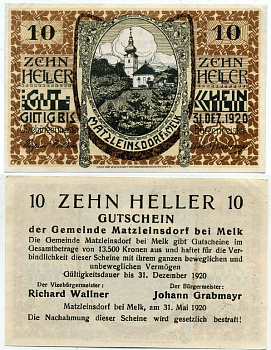 10 10
ZEHN ZEHN
HELLER HELLER
GUT- SCHEIN
GILTIG BIS 31.DEZ.1920
MATZLEINSDORF b/MELK
10 ZEHN HELLER 10
GUTSCHEIN
der Gemeinde Matzleinsdorf bei Melk
Die Gemeinde Matzleinsdorf bei Melk gibt Gutscheine im
Gesamtbetrage von 13.500 Kronen aus und haftet für die Ver-
bindlichkeit dieser Scheine mit ihrem ganzen beweglichen und
unbeweglichen Vermögen
Gültigkeitsdauer bis 31. Dezember 1920
Der Vizebürgermeister: Der Bürgermeister:
Richard Wallner Johann Grabmayr
Matzleinsdorf bei Melk, am 31. Mai 1920
Die Nachahmung dieser Scheine wird gesetzlich bestraft!